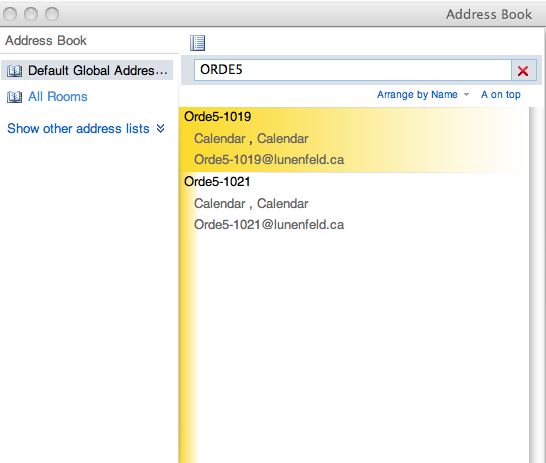 Address Book
Address Book
Default Global Addres...
All Rooms
Show other address lists
ORDE5
Arrange by Name
A on top
Orde5-1019
Calendar , Calendar
Orde5-1019@lunenfeld.ca
Orde5-1021
Calendar , Calendar
Orde5-1021@lunenfeld.ca